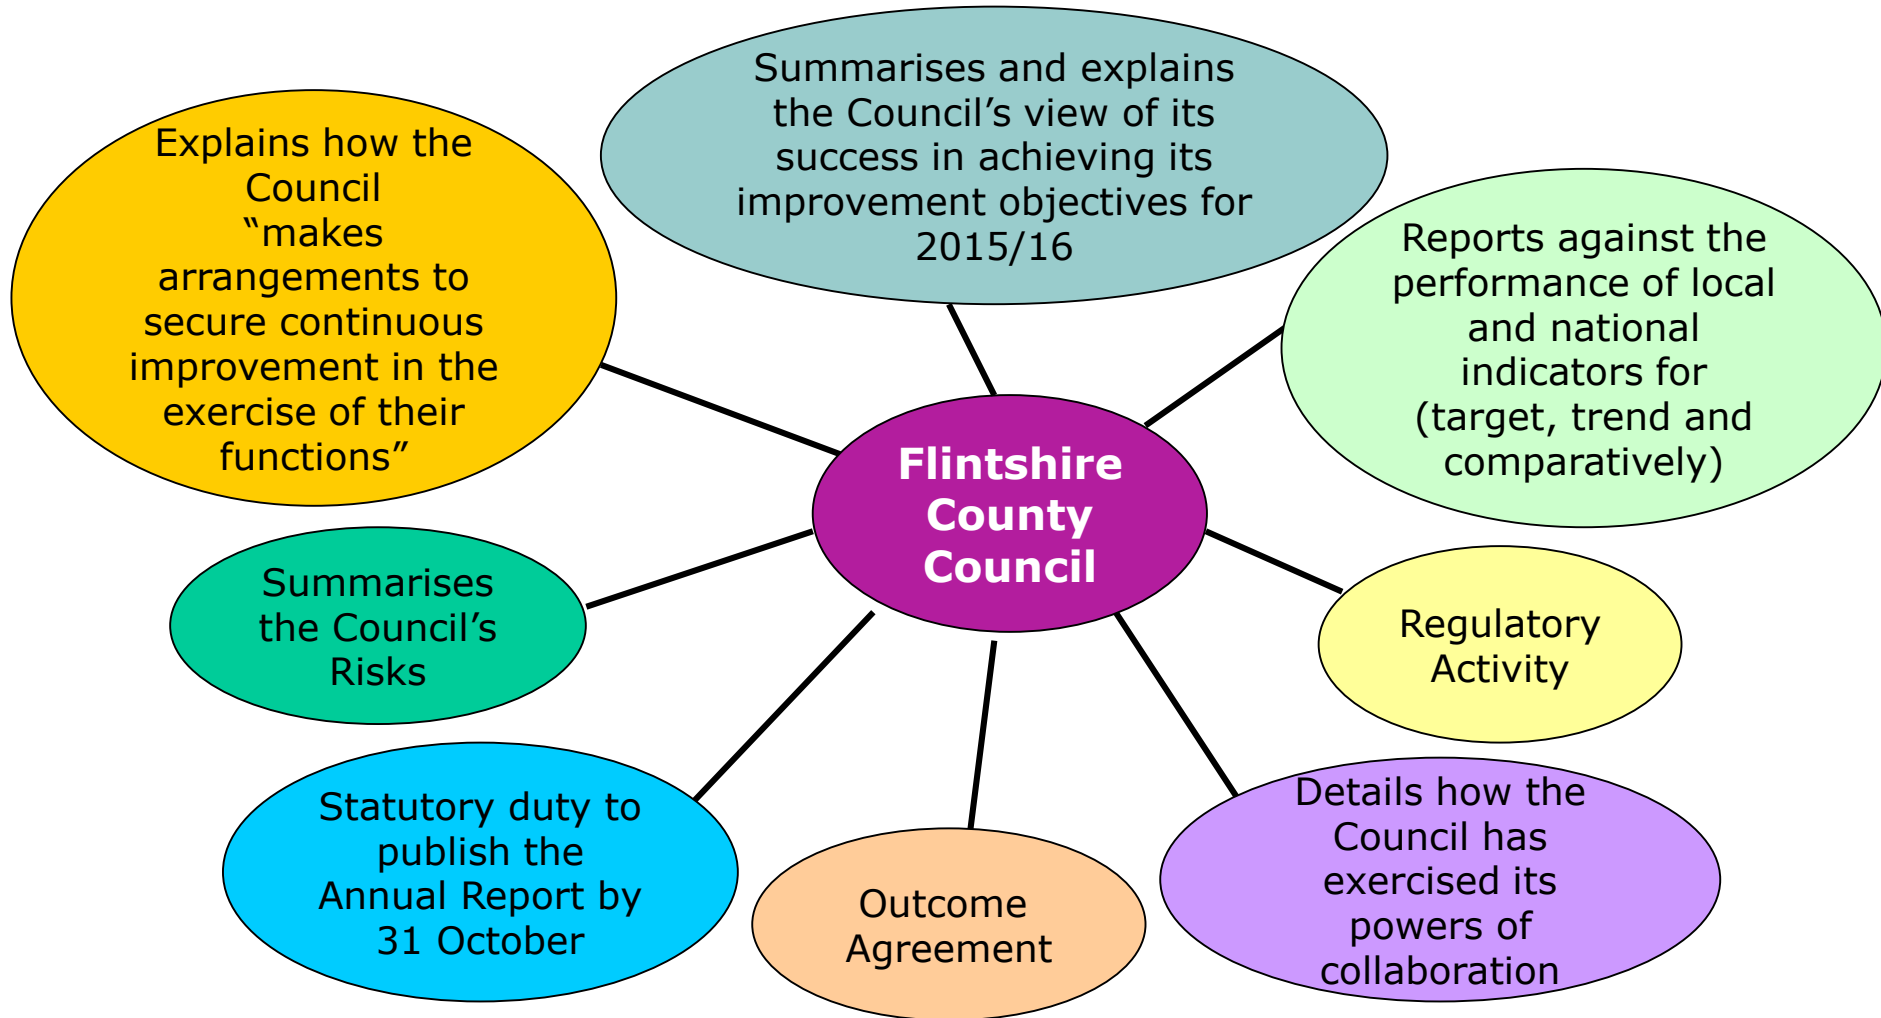 Summarises and explains
the Council’s view of its
success in achieving its
improvement objectives for
2015/16
Explains how the
Council
“makes
arrangements to
secure continuous
improvement in the
exercise of their
functions”
Reports against the
performance of local
and national
indicators for
(target, trend and
comparatively)
Flintshire
County
Council
Summarises
the Council’s
Risks
Regulatory
Activity
Statutory duty to
publish the
Annual Report by
31 October
Outcome
Agreement
Details how the
Council has
exercised its
powers of
collaboration